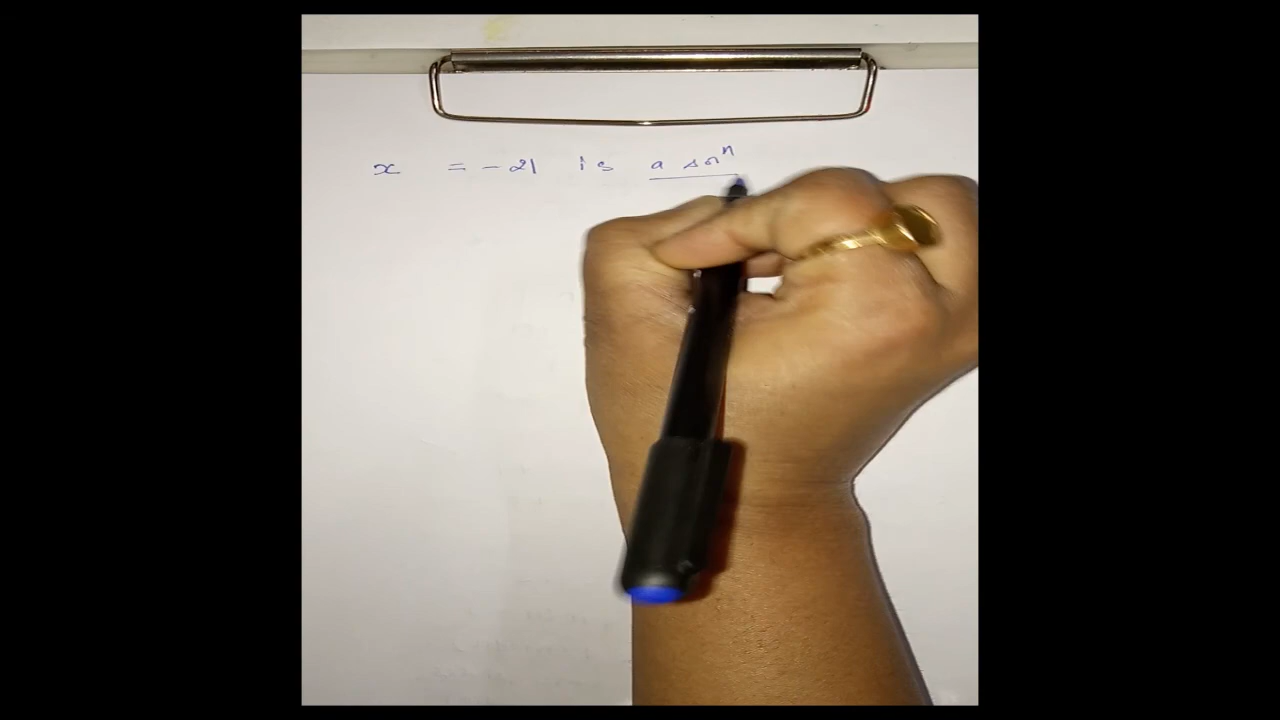 x = -21 is a solⁿ